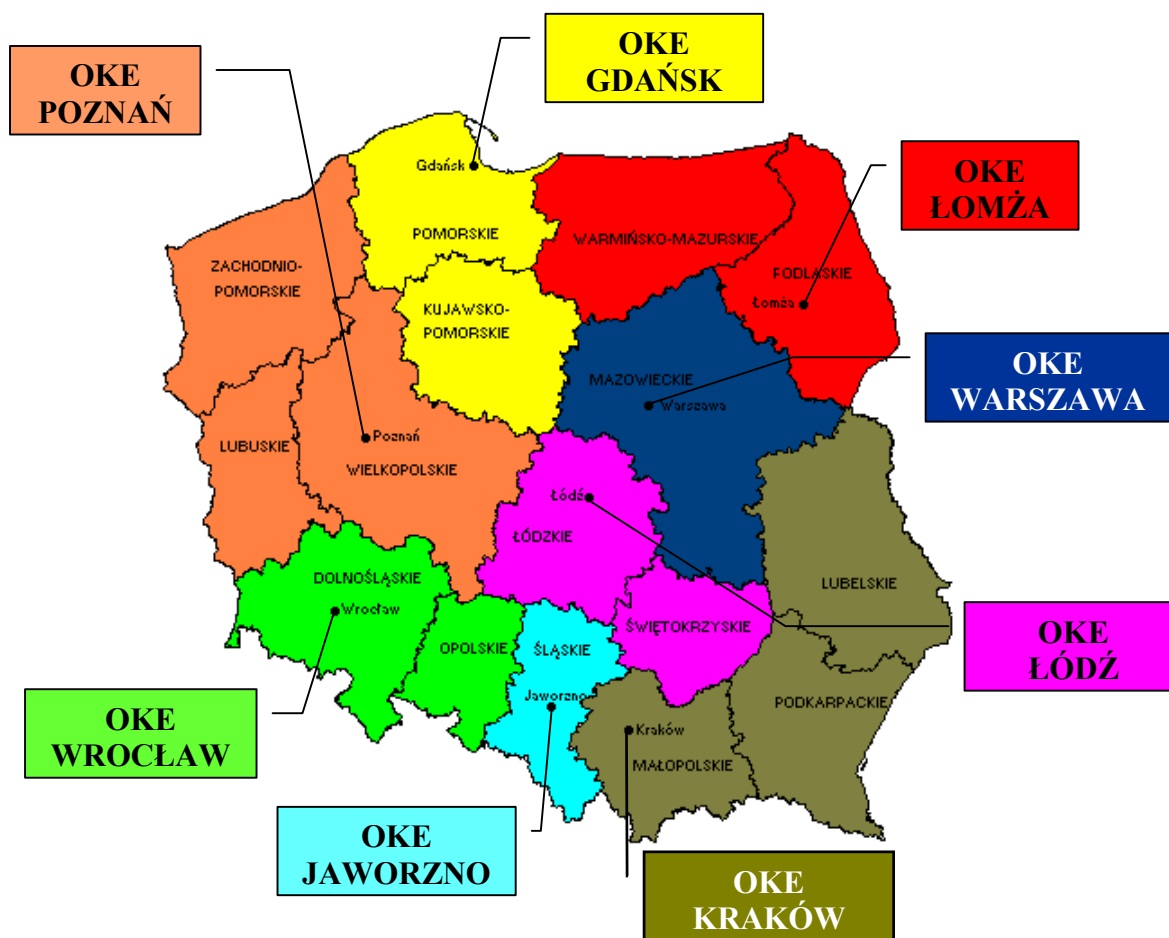 OKE
GDAŃSK
OKE
POZNAŃ
OKE
ŁOMŻA
Gdańsk
POMORSKIE
WARMIŃSKO-MAZURSKIE
ZACHODNIO-
POMORSKIE
PODLASKIE
Łomża
KUJAWSKO-
POMORSKIE
OKE
WARSZAWA
MAZOWIECKIE
Warszawa
LUBUSKIE
Poznań
WIELKOPOLSKIE
Łódź
ŁÓDZKIE
DOLNOŚLĄSKIE
Wrocław
LUBELSKIE
ŚWIĘTOKRZYSKIE
OKE
ŁÓDŹ
OPOLSKIE
ŚLĄSKIE
Jaworzno
PODKARPACKIE
OKE
WROCŁAW
Kraków
MAŁOPOLSKIE
OKE
JAWORZNO
OKE
KRAKÓW